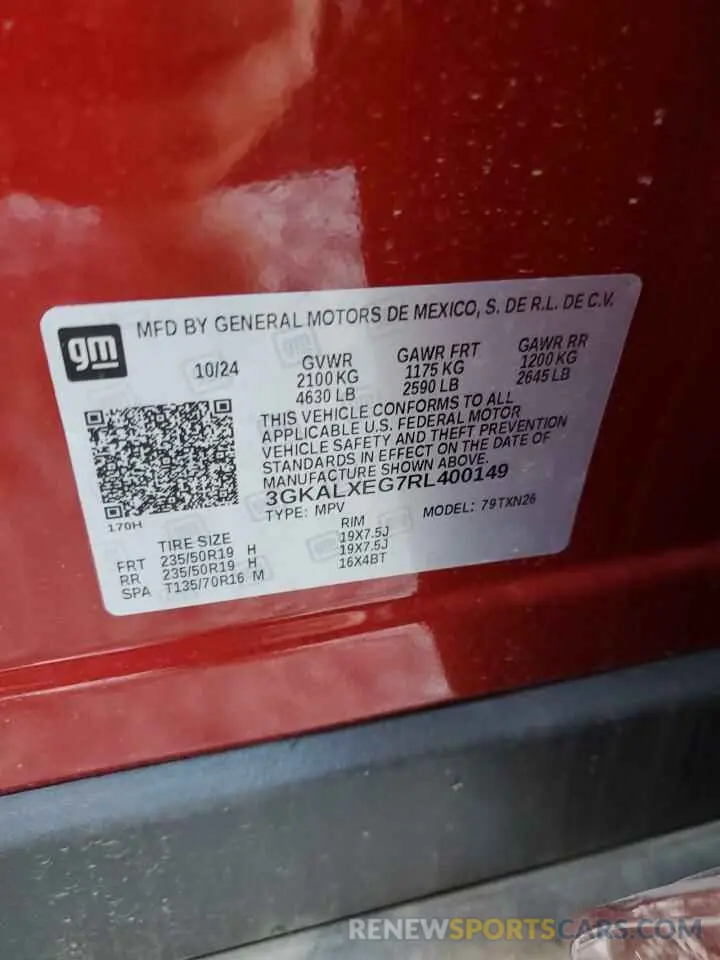 gm
MFD BY GENERAL MOTORS DE MEXICO, S. DE R.L. DE C.V.
10/24 GVWR GAWR FRT GAWR RR
2100 KG 1175 KG 1200 KG
4630 LB 2590 LB 2645 LB
THIS VEHICLE CONFORMS TO ALL
APPLICABLE U.S. FEDERAL MOTOR
VEHICLE SAFETY AND THEFT PREVENTION
STANDARDS IN EFFECT ON THE DATE OF
MANUFACTURE SHOWN ABOVE.
3GKALXEG7RL400149
170H
TYPE: MPV MODEL: 79TXN26
TIRE SIZE RIM
FRT 235/50R19 H 19X7.5J
RR 235/50R19 H 19X7.5J
SPA T135/70R16 M 16X4BT
RENEWSPORTSCARS.COM